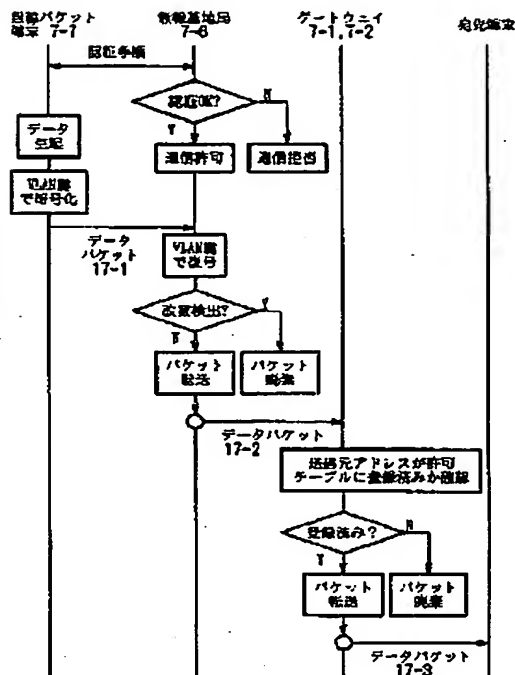 無線パケット 無線基地局 ゲートウェイ 宛先端末
端末 7-7 7-6 7-1,7-2
認証手順
認証OK?
N
Y
データ
生成
通信許可
通信拒否
WLAN鍵
で暗号化
データ
パケット
17-1
WLAN鍵
で復号
改竄検出?
Y
N
パケット
転送
パケット
廃棄
データパケット
17-2
送信元アドレスが許可
テーブルに登録済みか確認
登録済み?
N
Y
パケット
転送
パケット
廃棄
データパケット
17-3